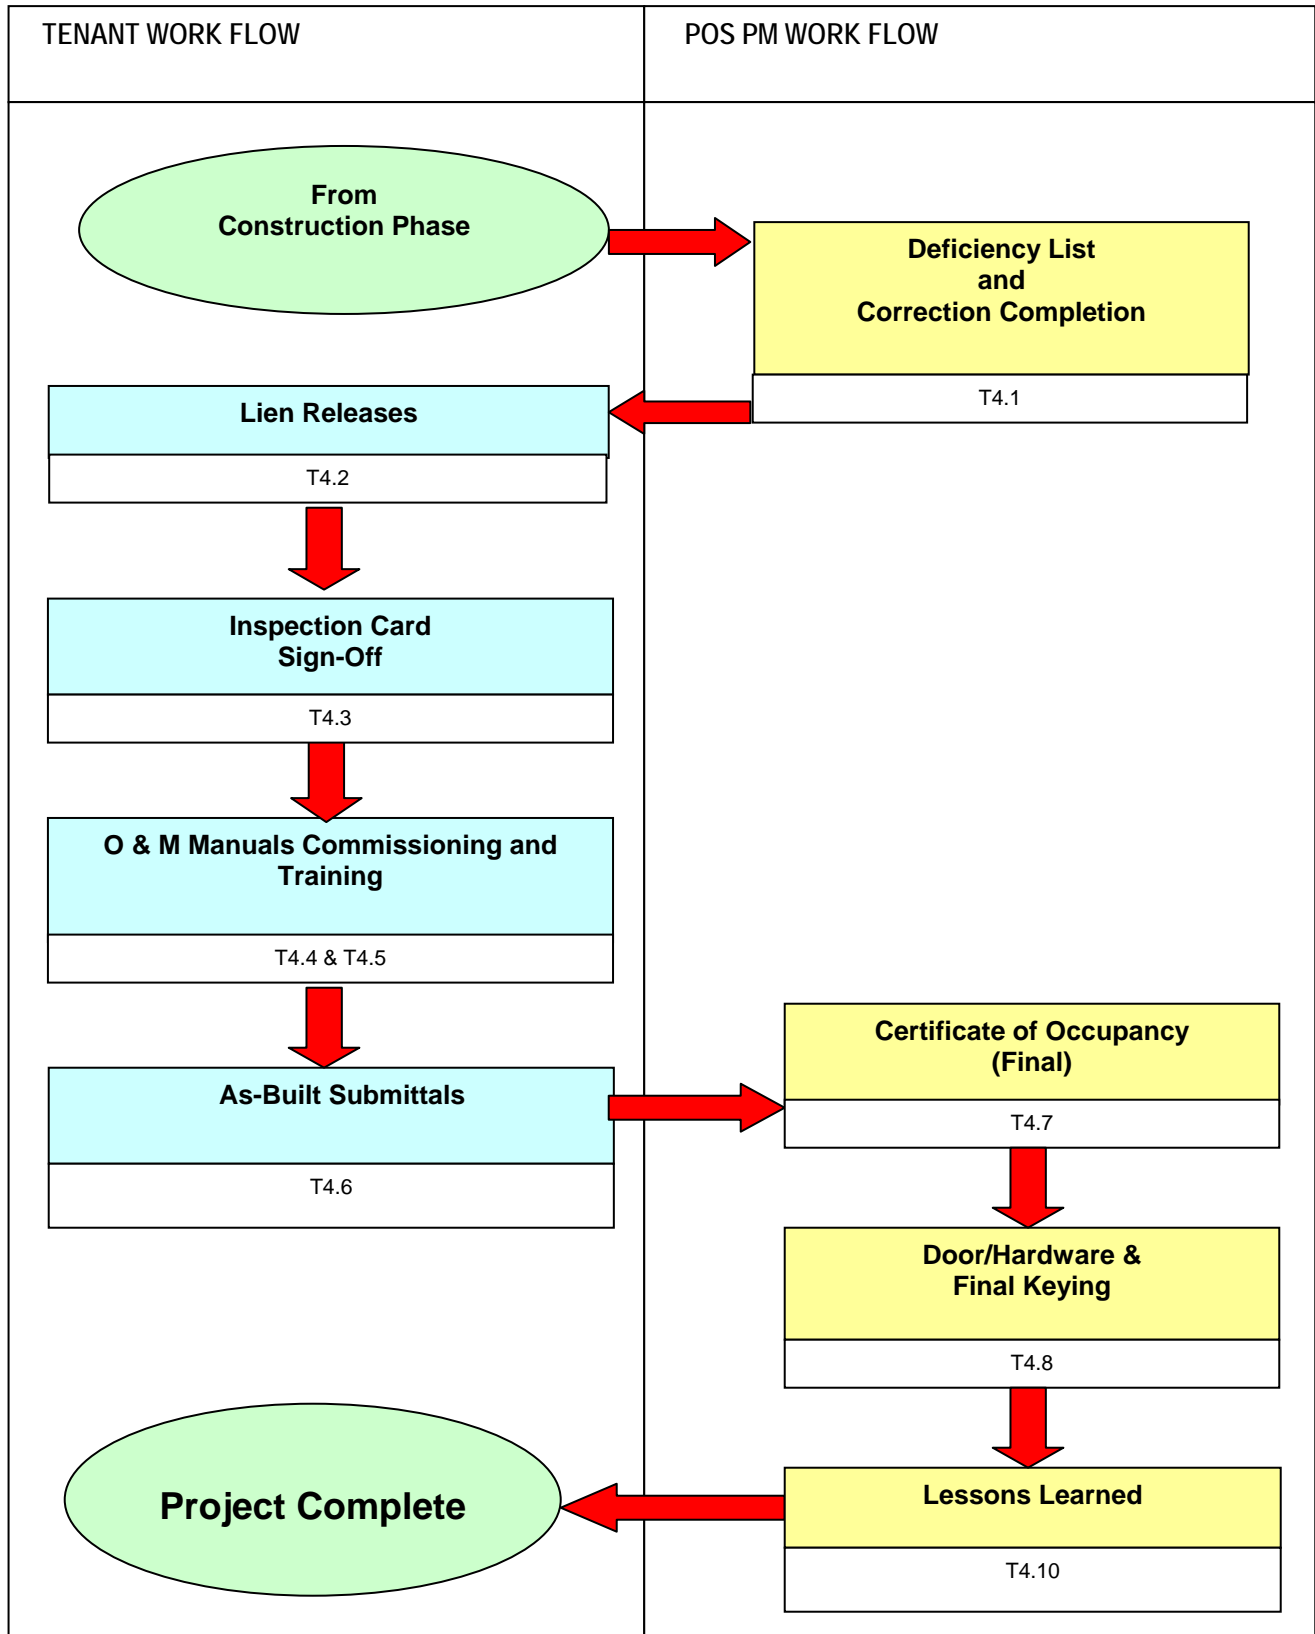 TENANT WORK FLOW
POS PM WORK FLOW
From
Construction Phase
Deficiency List
and
Correction Completion
T4.1
Lien Releases
T4.2
Inspection Card
Sign-Off
T4.3
O & M Manuals Commissioning and
Training
T4.4 & T4.5
As-Built Submittals
T4.6
Certificate of Occupancy
(Final)
T4.7
Door/Hardware &
Final Keying
T4.8
Lessons Learned
T4.10
Project Complete